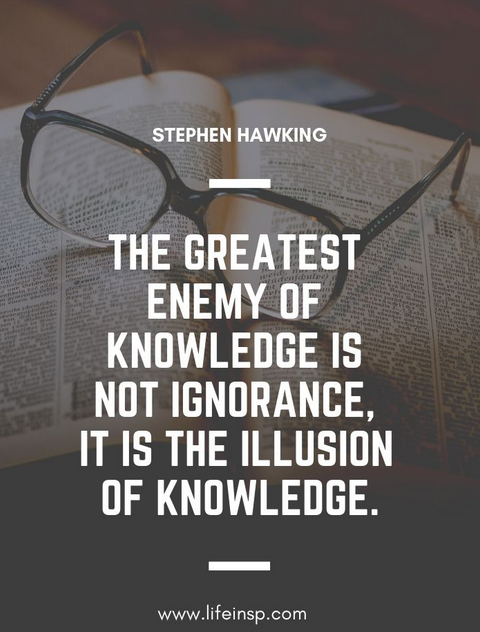 STEPHEN HAWKING
THE GREATEST
ENEMY OF
KNOWLEDGE IS
NOT IGNORANCE,
IT IS THE ILLUSION
OF KNOWLEDGE.
www.lifeinsp.com